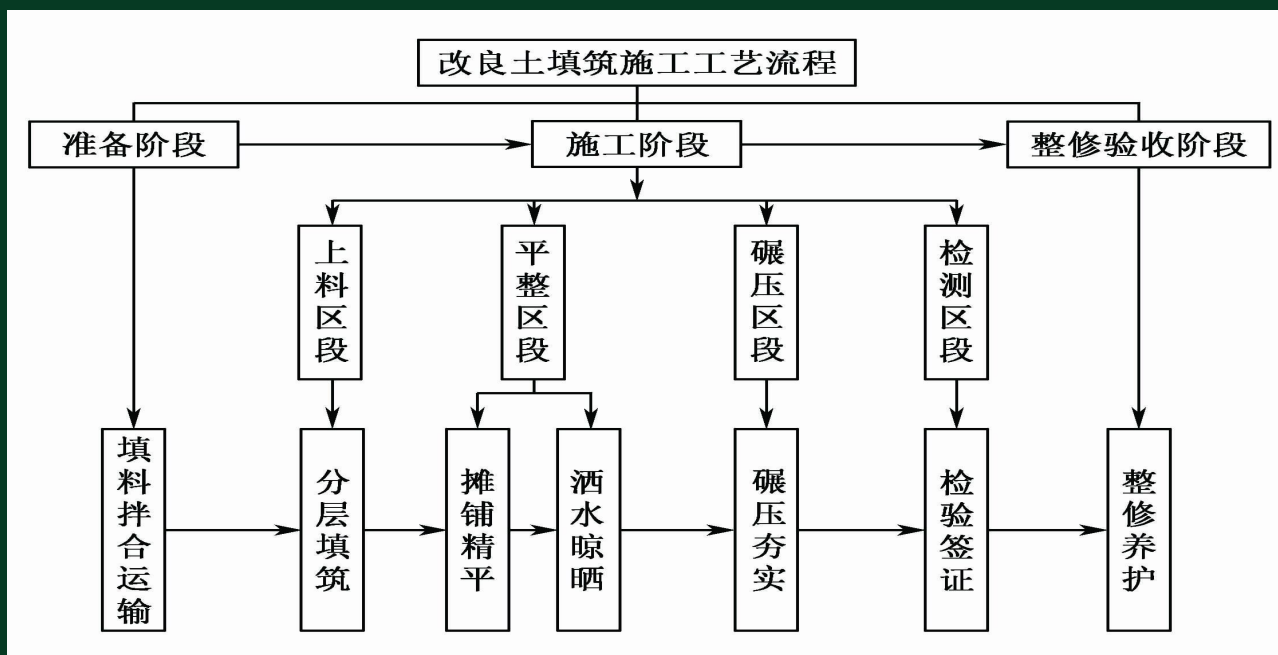 改良土填筑施工工艺流程
准备阶段
施工阶段
整修验收阶段
上料区段
平整区段
碾压区段
检测区段
填料拌合运输
分层填筑
摊铺精平
洒水晾晒
碾压夯实
检验签证
整修养护